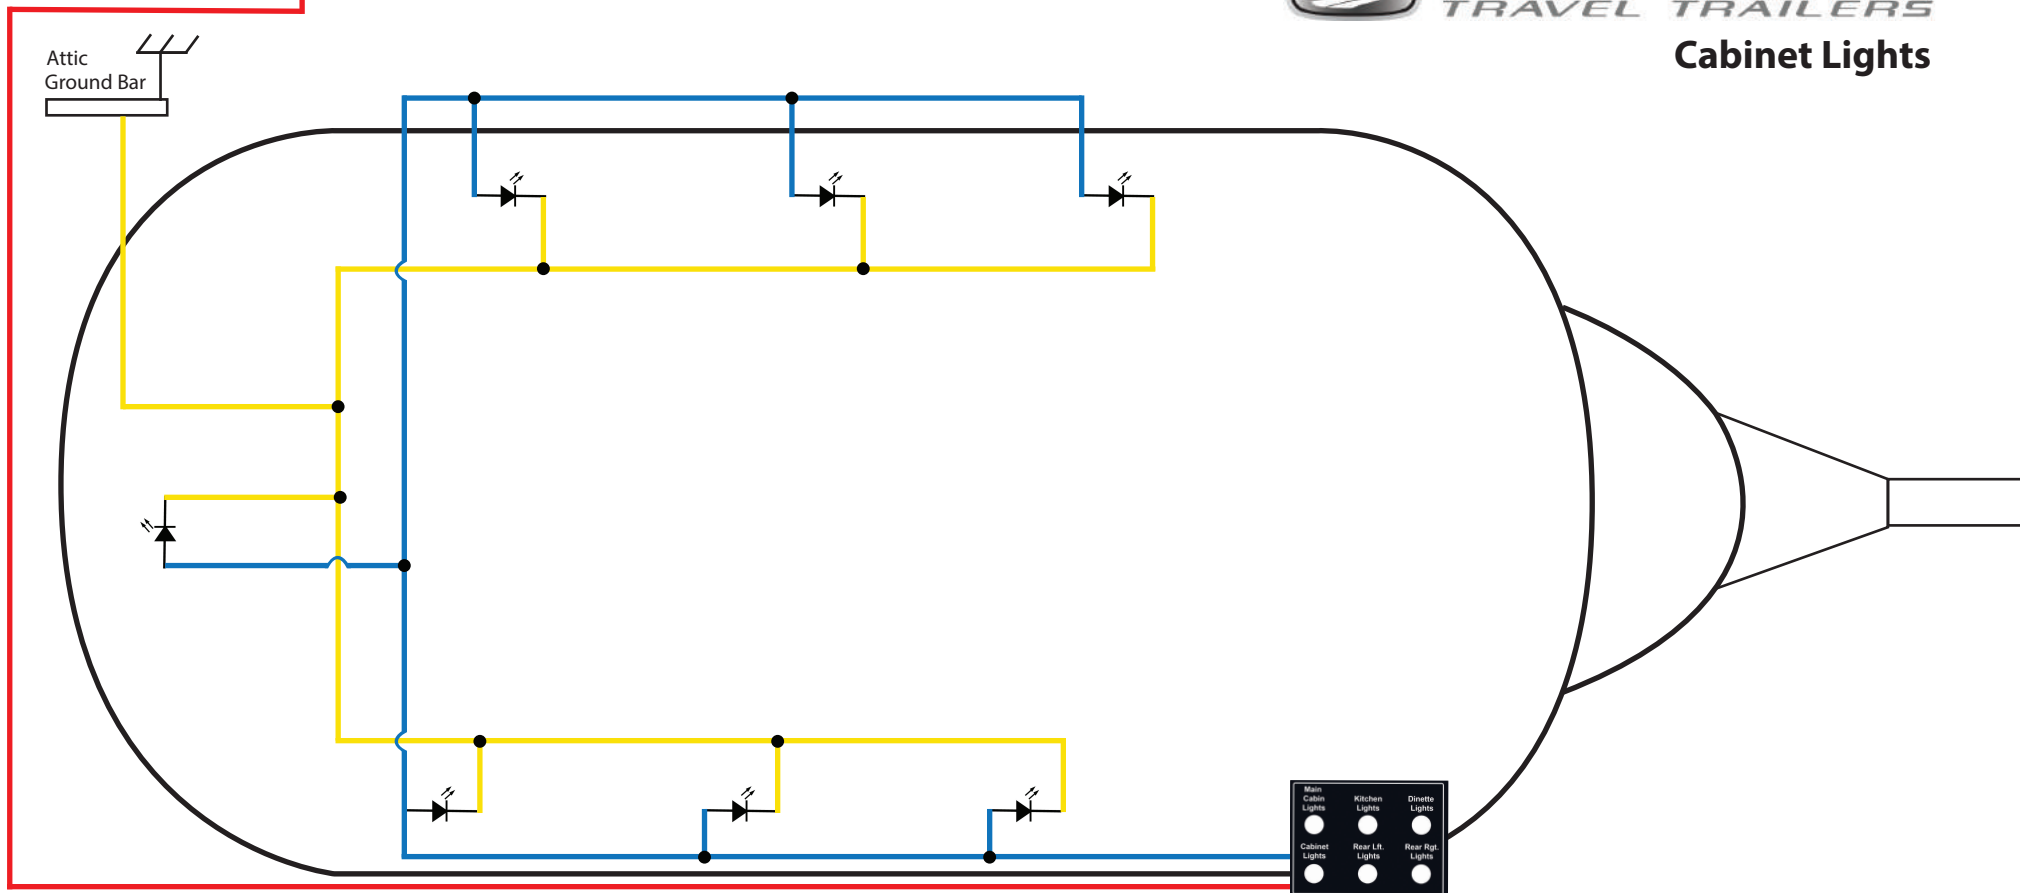 TRAVEL TRAILERS
Cabinet Lights
Attic
Ground Bar
Main
Cabin
Lights
Kitchen
Lights
Dinette
Lights
Cabinet
Lights
Rear Lft.
Lights
Rear Rgt.
Lights